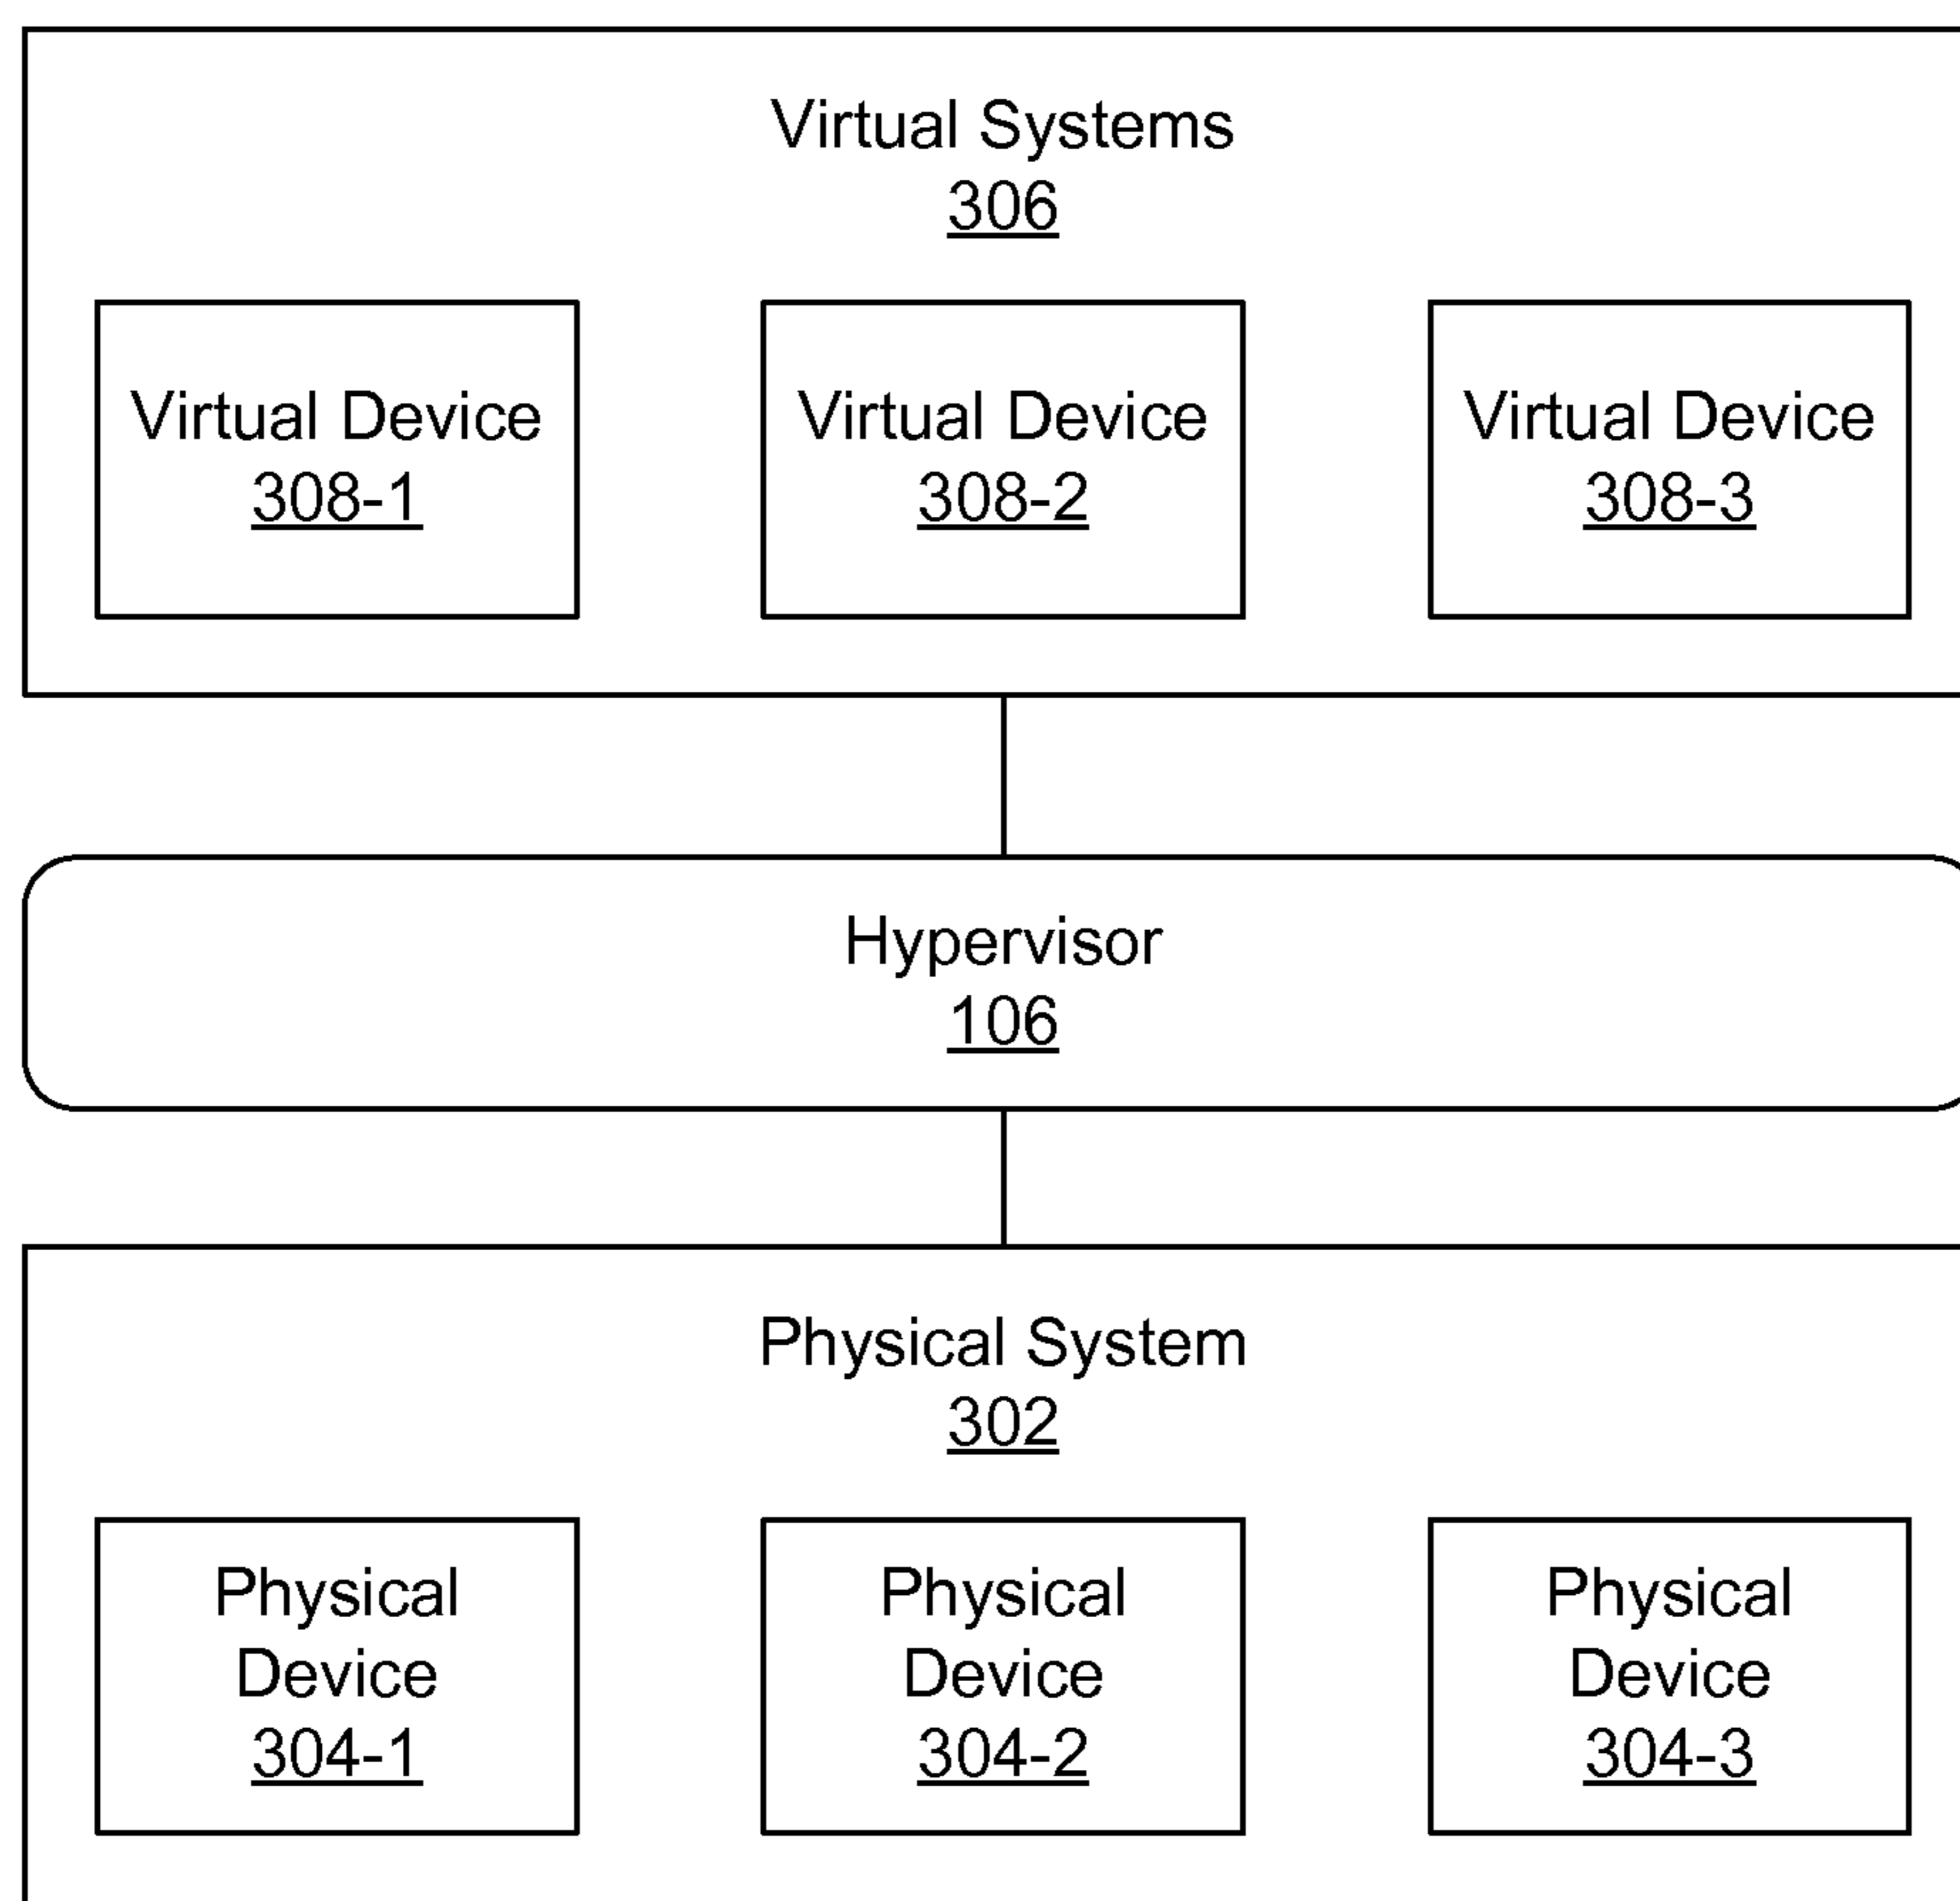 Virtual Systems
306
Virtual Device
308-1
Virtual Device
308-2
Virtual Device
308-3
Hypervisor
106
Physical System
302
Physical
Device
304-1
Physical
Device
304-2
Physical
Device
304-3